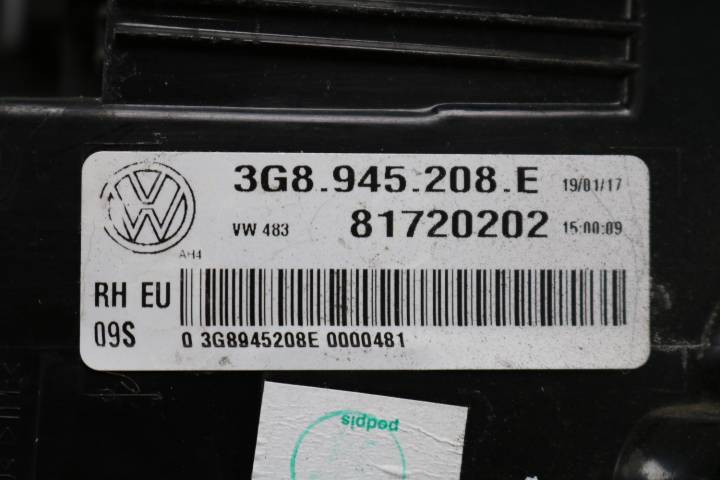 3G8.945.208.E 19/01/17
VW 483 81720202 15:00:09
AH4
RH EU
09S
0 3G8945208E 0000481
podpis